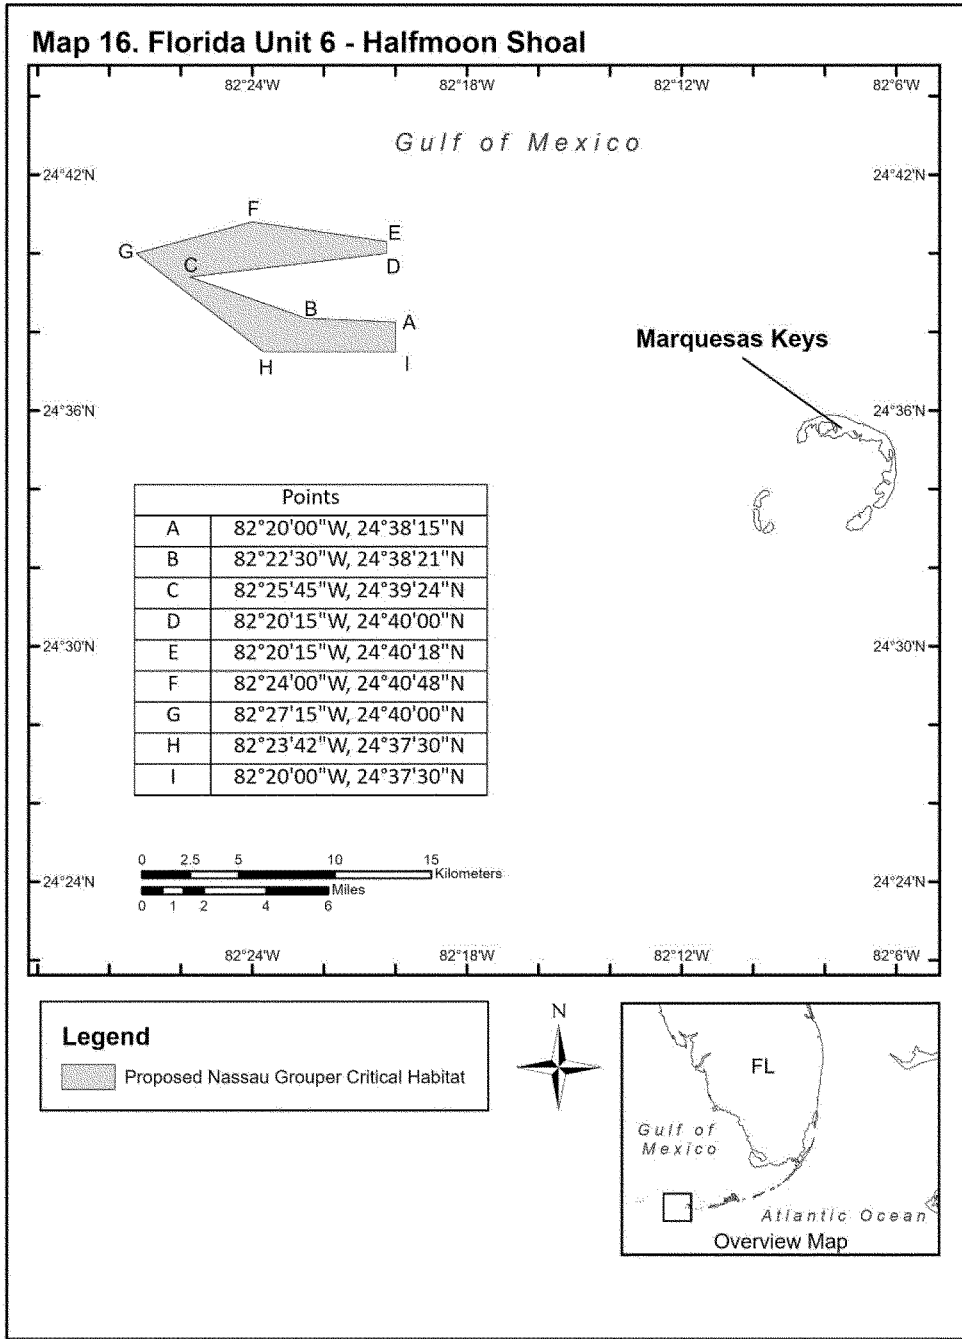 Map 16. Florida Unit 6 - Halfmoon Shoal
82°24'W 82°18'W 82°12'W 82°6'W
Gulf of Mexico
24°42'N 24°42'N
F
E
G
C
D
B
A
H
I
Marquesas Keys
24°36'N 24°36'N
Points
A 82°20'00"W, 24°38'15"N
B 82°22'30"W, 24°38'21"N
C 82°25'45"W, 24°39'24"N
D 82°20'15"W, 24°40'00"N
E 82°20'15"W, 24°40'18"N
F 82°24'00"W, 24°40'48"N
G 82°27'15"W, 24°40'00"N
H 82°23'42"W, 24°37'30"N
I 82°20'00"W, 24°37'30"N
24°30'N 24°30'N
0 2.5 5 10 15
Kilometers
Miles
0 1 2 4 6
24°24'N 24°24'N
82°24'W 82°18'W 82°12'W 82°6'W
Legend
Proposed Nassau Grouper Critical Habitat
N
FL
Gulf of
Mexico
Atlantic Ocean
Overview Map